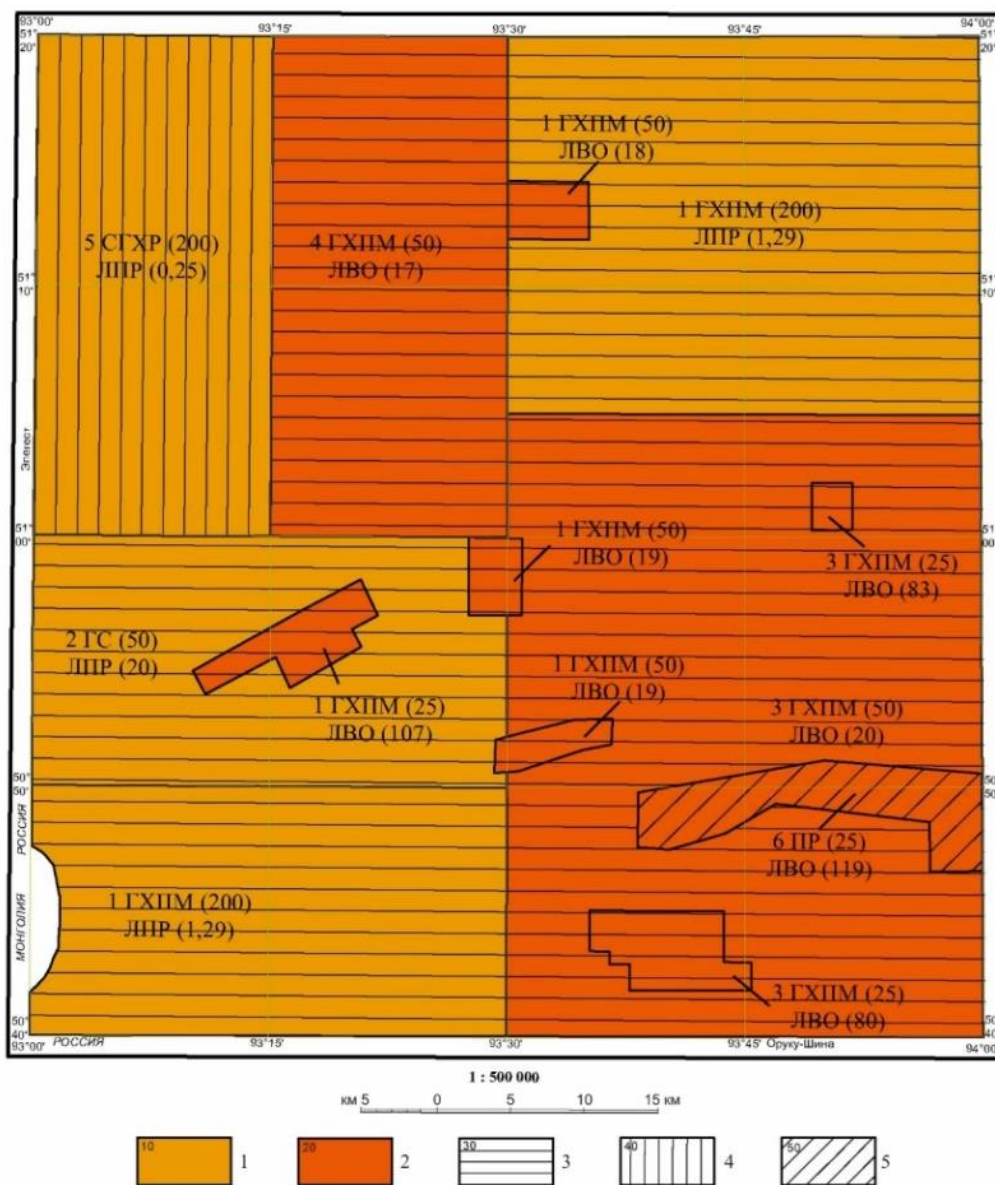 93°00'
93°15'
93°30'
93°45'
94°00'
51°
20'
51°
20'
1 ГХПМ (50)
ЛВО (18)
1 ГХПМ (200)
ЛПР (1,29)
5 СГХР (200)
ЛПР (0,25)
4 ГХПМ (50)
ЛВО (17)
51°
10'
51°
10'
Элегест
51°
00'
51°
00'
1 ГХПМ (50)
ЛВО (19)
3 ГХПМ (25)
ЛВО (83)
2 ГС (50)
ЛПР (20)
1 ГХПМ (25)
ЛВО (107)
1 ГХПМ (50)
ЛВО (19)
3 ГХПМ (50)
ЛВО (20)
50°
50'
50°
50'
РОССИЯ
МОНГОЛИЯ
6 ПР (25)
ЛВО (119)
1 ГХПМ (200)
ЛПР (1,29)
3 ГХПМ (25)
ЛВО (80)
50°
40'
50°
40'
93°00'
РОССИЯ
93°15'
93°30'
93°45'
Оруку-Шина
94°00'
1 : 500 000
км 5 0 5 10 15 км
10 1
20 2
30 3
40 4
50 5